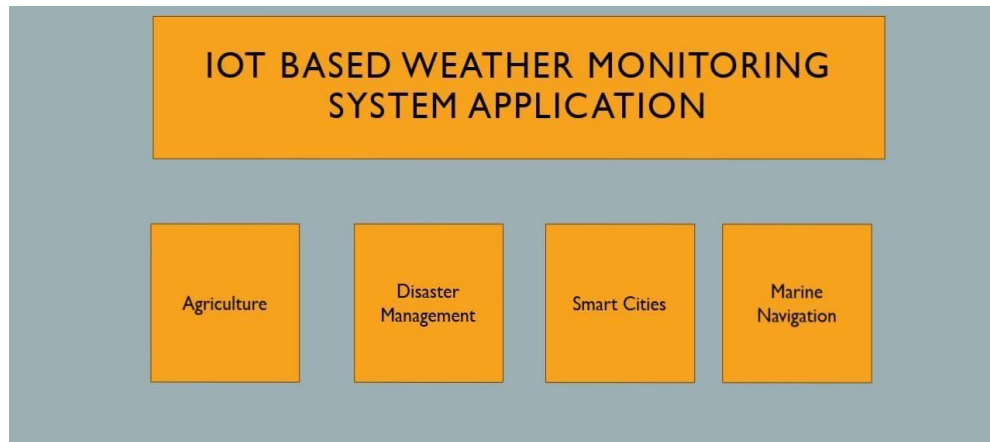 IOT BASED WEATHER MONITORING
SYSTEM APPLICATION
Agriculture
Disaster
Management
Smart Cities
Marine
Navigation